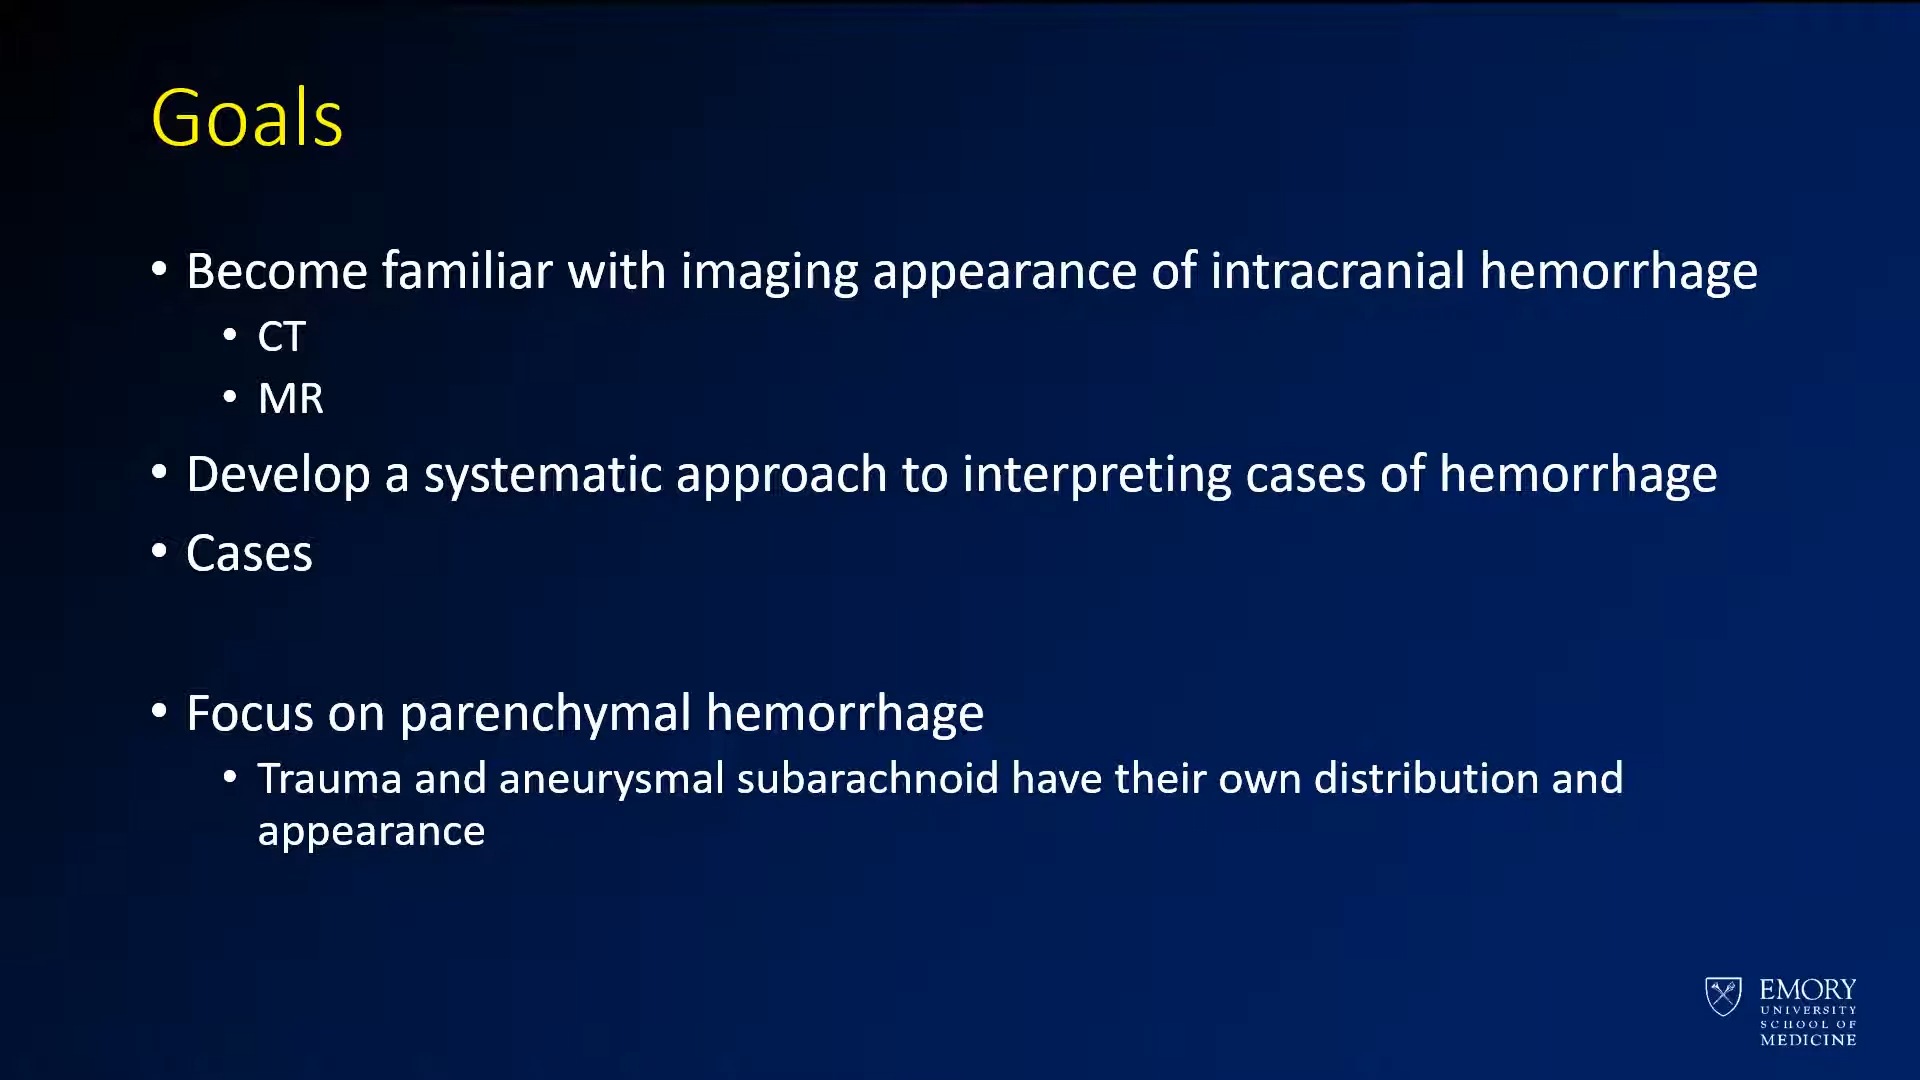 Goals
• Become familiar with imaging appearance of intracranial hemorrhage
• CT
• MR
• Develop a systematic approach to interpreting cases of hemorrhage
• Cases
• Focus on parenchymal hemorrhage
• Trauma and aneurysmal subarachnoid have their own distribution and
appearance
EMORY
UNIVERSITY
SCHOOL OF
MEDICINE